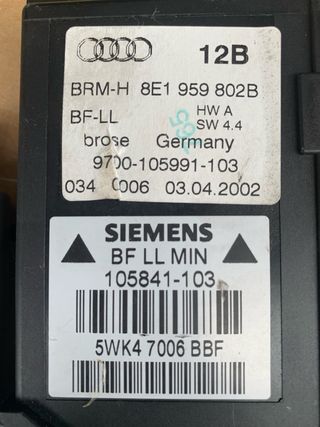 12B
BRM-H 8E1 959 802B
BF-LL HW A
SW 4.4
brose Germany
9700-105991-103
034 0006 03.04.2002
SIEMENS
BF LL MIN
105841-103
5WK4 7006 BBF